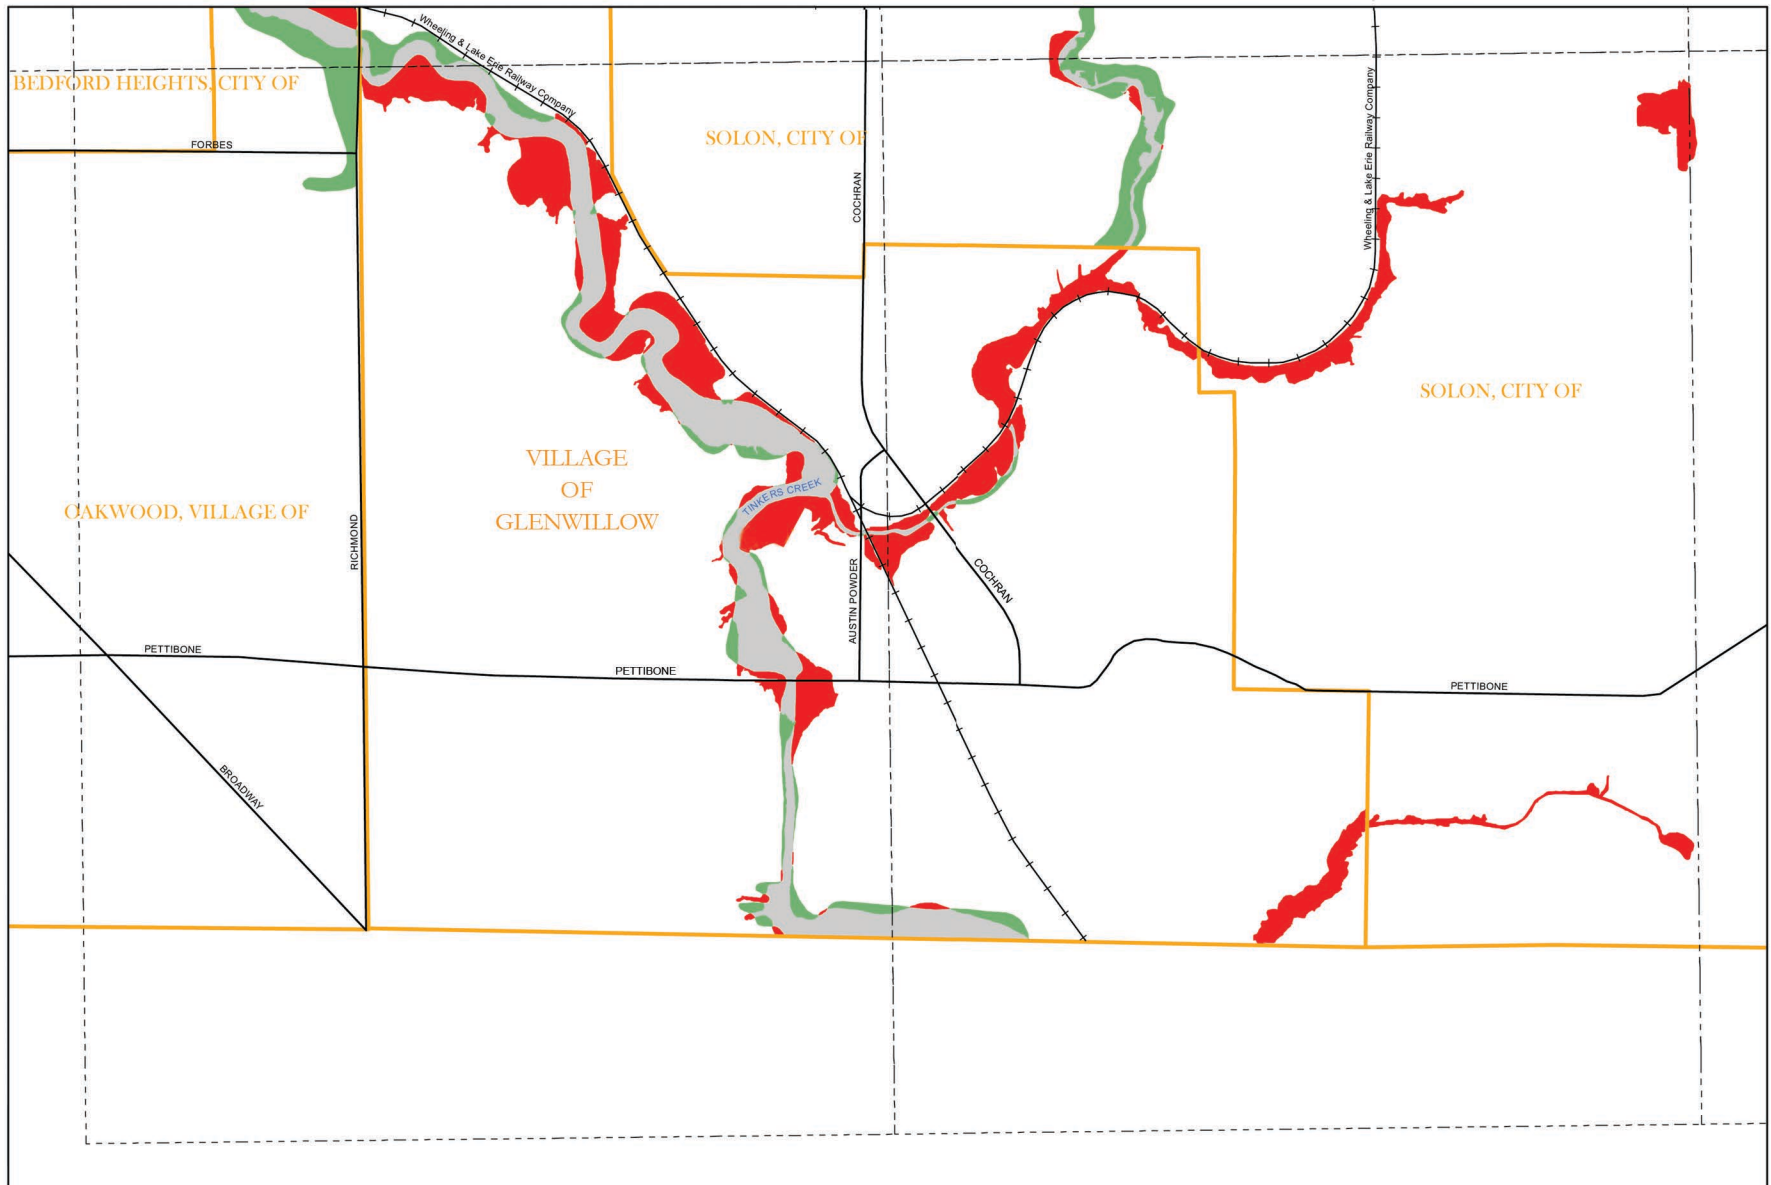 Wheeling & Lake Erie Railway Company
BEDFORD HEIGHTS, CITY OF
SOLON, CITY OF
FORBES
COCHRAN
Wheeling & Lake Erie Railway Company
SOLON, CITY OF
VILLAGE
OF
GLENWILLOW
TINKERS CREEK
OAKWOOD, VILLAGE OF
RICHMOND
AUSTIN POWDER
COCHRAN
PETTIBONE
PETTIBONE
PETTIBONE
BROADWAY